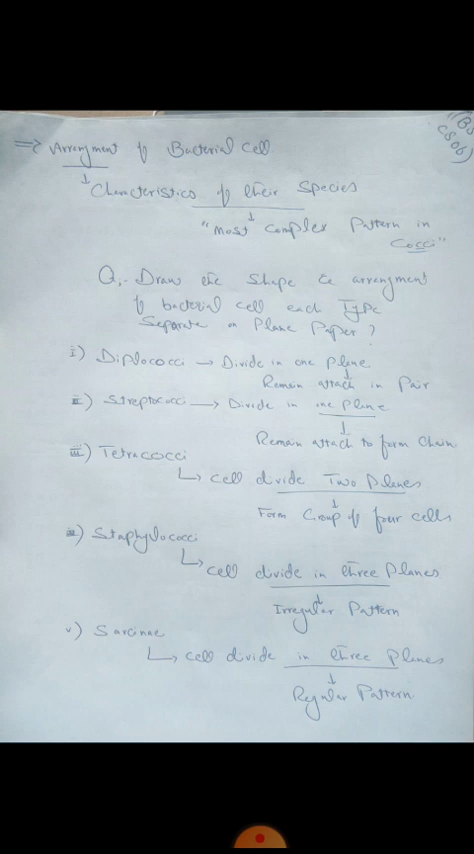 (BS
CS06)
⇒ Arrangment of Bacterial Cell
↓ Characteristics of their Species
↓
"Most Complex Pattern in
Cocci"
Q:- Draw the Shape & arrangment
of bacterial cell each Type
Separate on Plane Paper?
i) Diplococci → Divide in one plane
↓
Remain attach in Pair
ii) Streptococci → Divide in one plane
↓
Remain attach to form Chain
iii) Tetracocci
↳ cell divide Two Planes
↓
Form Group of four cells
iv) Staphylococci
↳ cell divide in three Planes
↓
Irregular Pattern
v) Sarcinae
↳ cell divide in three Planes
↓
Regular Pattern